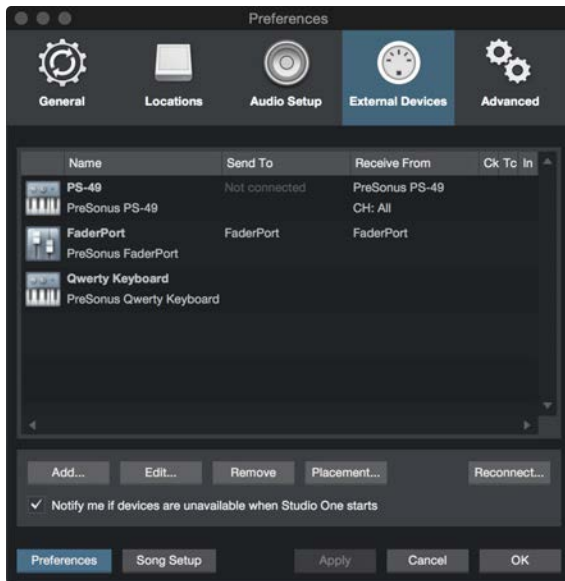 Preferences
General Locations Audio Setup External Devices Advanced
Name Send To Receive From Ck Tc In
PS-49 Not connected PreSonus PS-49
PreSonus PS-49 CH: All
FaderPort FaderPort FaderPort
PreSonus FaderPort
Qwerty Keyboard
PreSonus Qwerty Keyboard
Add... Edit... Remove Placement... Reconnect...
Notify me if devices are unavailable when Studio One starts
Preferences Song Setup Apply Cancel OK